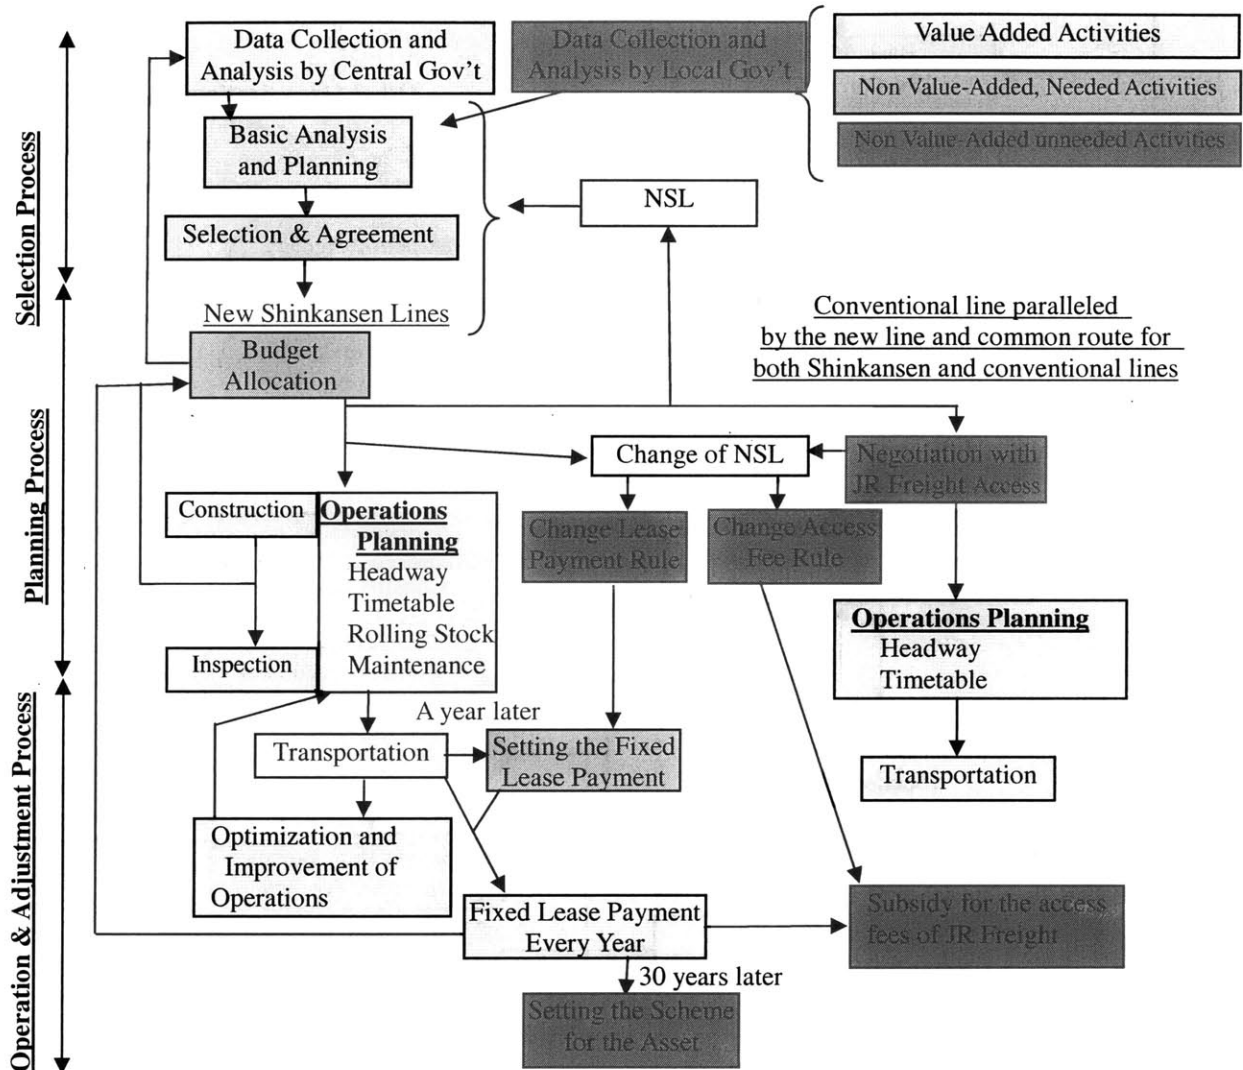 Data Collection and
Analysis by Central Gov't
Data Collection and
Analysis by Local Gov't
Value Added Activities
Non Value-Added, Needed Activities
Non Value-Added unneeded Activities
Basic Analysis
and Planning
NSL
Selection & Agreement
Selection Process
New Shinkansen Lines
Conventional line paralleled
by the new line and common route for
both Shinkansen and conventional lines
Budget
Allocation
Planning Process
Change of NSL
Negotiation with
JR Freight Access
Construction
Operations
Planning
Headway
Timetable
Rolling Stock
Maintenance
Inspection
Change Lease
Payment Rule
Change Access
Fee Rule
Operations Planning
Headway
Timetable
Operation & Adjustment Process
A year later
Transportation
Setting the Fixed
Lease Payment
Transportation
Optimization and
Improvement of
Operations
Fixed Lease Payment
Every Year
Subsidy for the access
fees of JR Freight
30 years later
Setting the Scheme
for the Asset